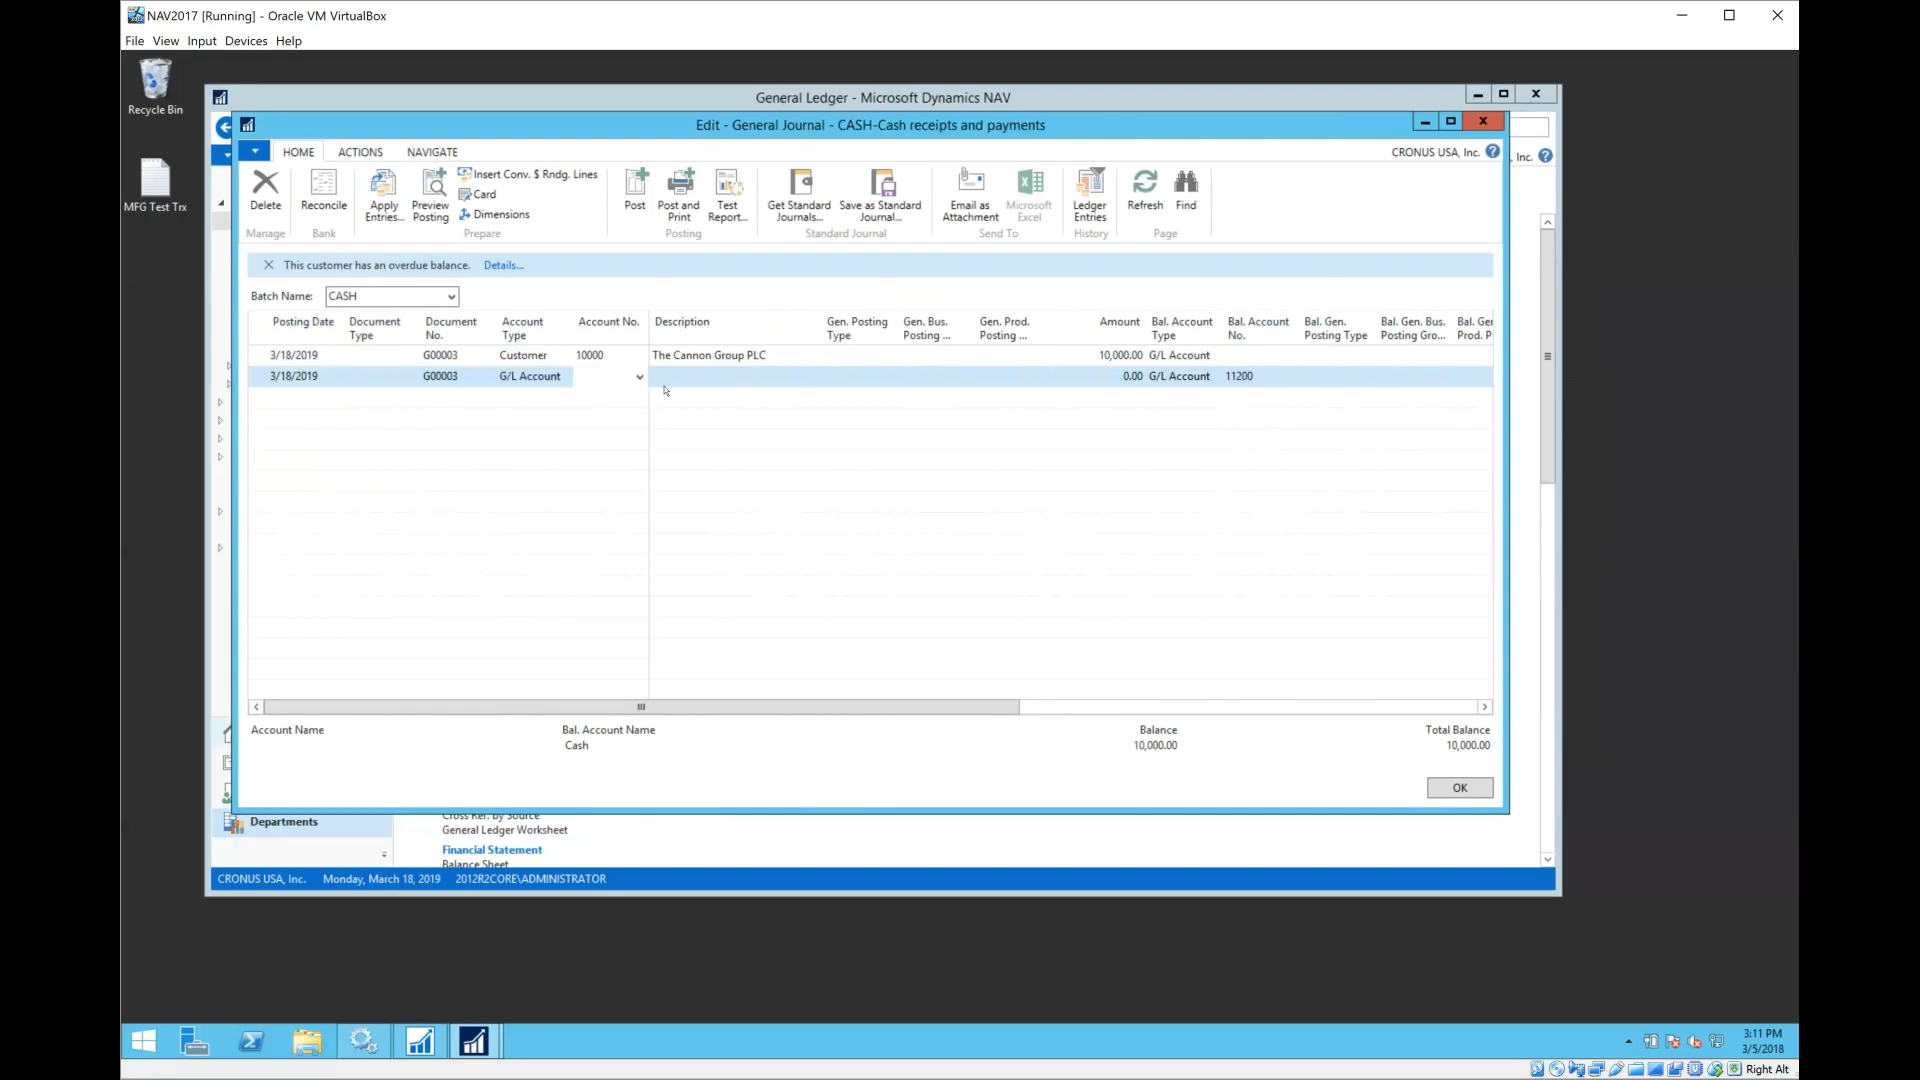 NAV2017 [Running] - Oracle VM VirtualBox
File View Input Devices Help
Recycle Bin
MFG Test Trx
General Ledger - Microsoft Dynamics NAV
Edit - General Journal - CASH-Cash receipts and payments
HOME ACTIONS NAVIGATE
CRONUS USA, Inc.
, Inc.
Delete
Reconcile
Apply Entries...
Preview Posting
Insert Conv. $ Rndg. Lines
Card
Dimensions
Post
Post and Print
Test Report...
Get Standard Journals...
Save as Standard Journal...
Email as Attachment
Microsoft Excel
Ledger Entries
Refresh
Find
Manage Bank Prepare Posting Standard Journal Send To History Page
This customer has an overdue balance. Details...
Batch Name: CASH
Posting Date Document Type Document No. Account Type Account No. Description Gen. Posting Type Gen. Bus. Posting ... Gen. Prod. Posting ... Amount Bal. Account Type Bal. Account No. Bal. Gen. Posting Type Bal. Gen. Bus. Posting Gro... Bal. Ger Prod. P
3/18/2019 G00003 Customer 10000 The Cannon Group PLC 10,000.00 G/L Account
3/18/2019 G00003 G/L Account 0.00 G/L Account 11200
Account Name Bal. Account Name Balance Total Balance
Cash 10,000.00 10,000.00
OK
Departments
Cross Ref. by Source
General Ledger Worksheet
Financial Statement
Balance Sheet
CRONUS USA, Inc. Monday, March 18, 2019 2012R2CORE\ADMINISTRATOR
3:11 PM
3/5/2018
Right Alt